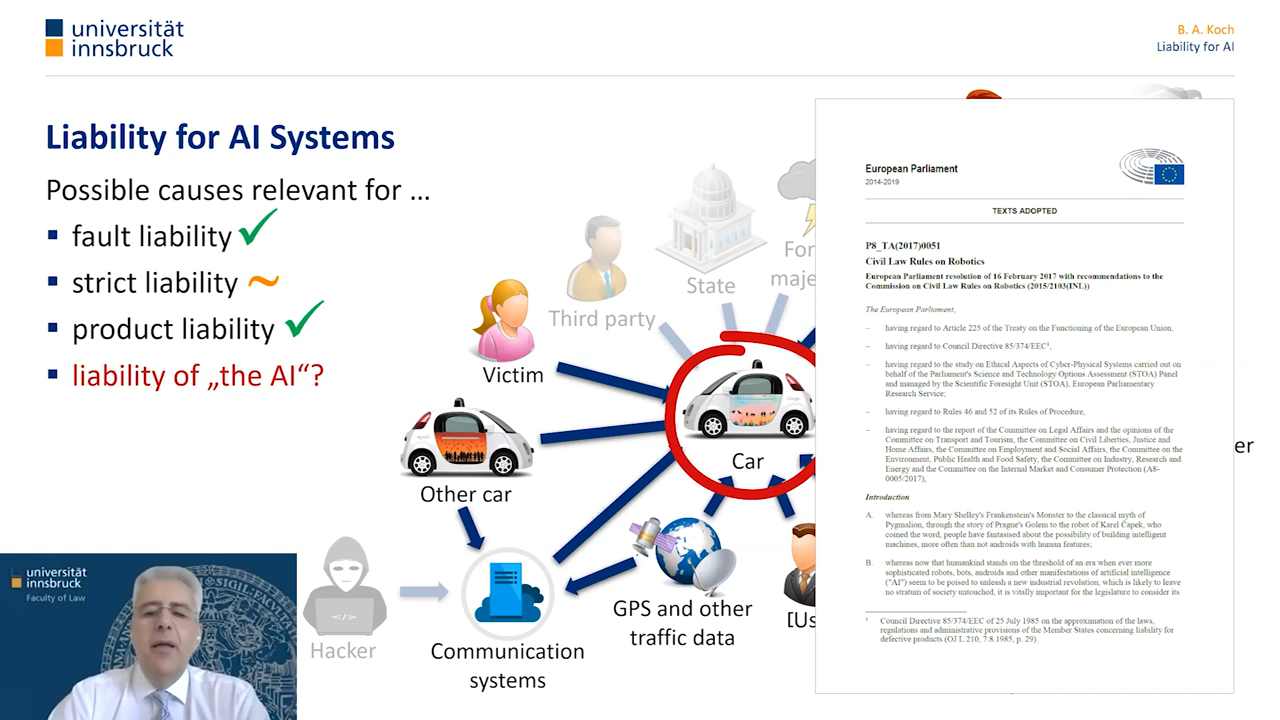 universität
innsbruck
B. A. Koch
Liability for AI
Liability for AI Systems
Possible causes relevant for ...
fault liability
strict liability
product liability
liability of „the AI“?
Victim
Third party
State
For
maje
Car
Other car
er
GPS and other
traffic data
[Us
Hacker
Communication
systems
</>
European Parliament
2014-2019
TEXTS ADOPTED
P8_TA(2017)0051
Civil Law Rules on Robotics
European Parliament resolution of 16 February 2017 with recommendations to the
Commission on Civil Law Rules on Robotics (2015/2103(INL))
The European Parliament,
– having regard to Article 225 of the Treaty on the Functioning of the European Union,
– having regard to Council Directive 85/374/EEC¹,
– having regard to the study on Ethical Aspects of Cyber-Physical Systems carried out on
behalf of the Parliament's Science and Technology Options Assessment (STOA) Panel
and managed by the Scientific Foresight Unit (STOA), European Parliamentary
Research Service;
– having regard to Rules 46 and 52 of its Rules of Procedure,
– having regard to the report of the Committee on Legal Affairs and the opinions of the
Committee on Transport and Tourism, the Committee on Civil Liberties, Justice and
Home Affairs, the Committee on Employment and Social Affairs, the Committee on the
Environment, Public Health and Food Safety, the Committee on Industry, Research and
Energy and the Committee on the Internal Market and Consumer Protection (A8-
0005/2017),
Introduction
A. whereas from Mary Shelley's Frankenstein's Monster to the classical myth of
Pygmalion, through the story of Prague's Golem to the robot of Karel Čapek, who
coined the word, people have fantasised about the possibility of building intelligent
machines, more often than not androids with human features;
B. whereas now that humankind stands on the threshold of an era when ever more
sophisticated robots, bots, androids and other manifestations of artificial intelligence
("AI") seem to be poised to unleash a new industrial revolution, which is likely to leave
no stratum of society untouched, it is vitally important for the legislature to consider its
¹ Council Directive 85/374/EEC of 25 July 1985 on the approximation of the laws,
regulations and administrative provisions of the Member States concerning liability for
defective products (OJ L 210, 7.8.1985, p. 29).
universität
innsbruck
Faculty of Law